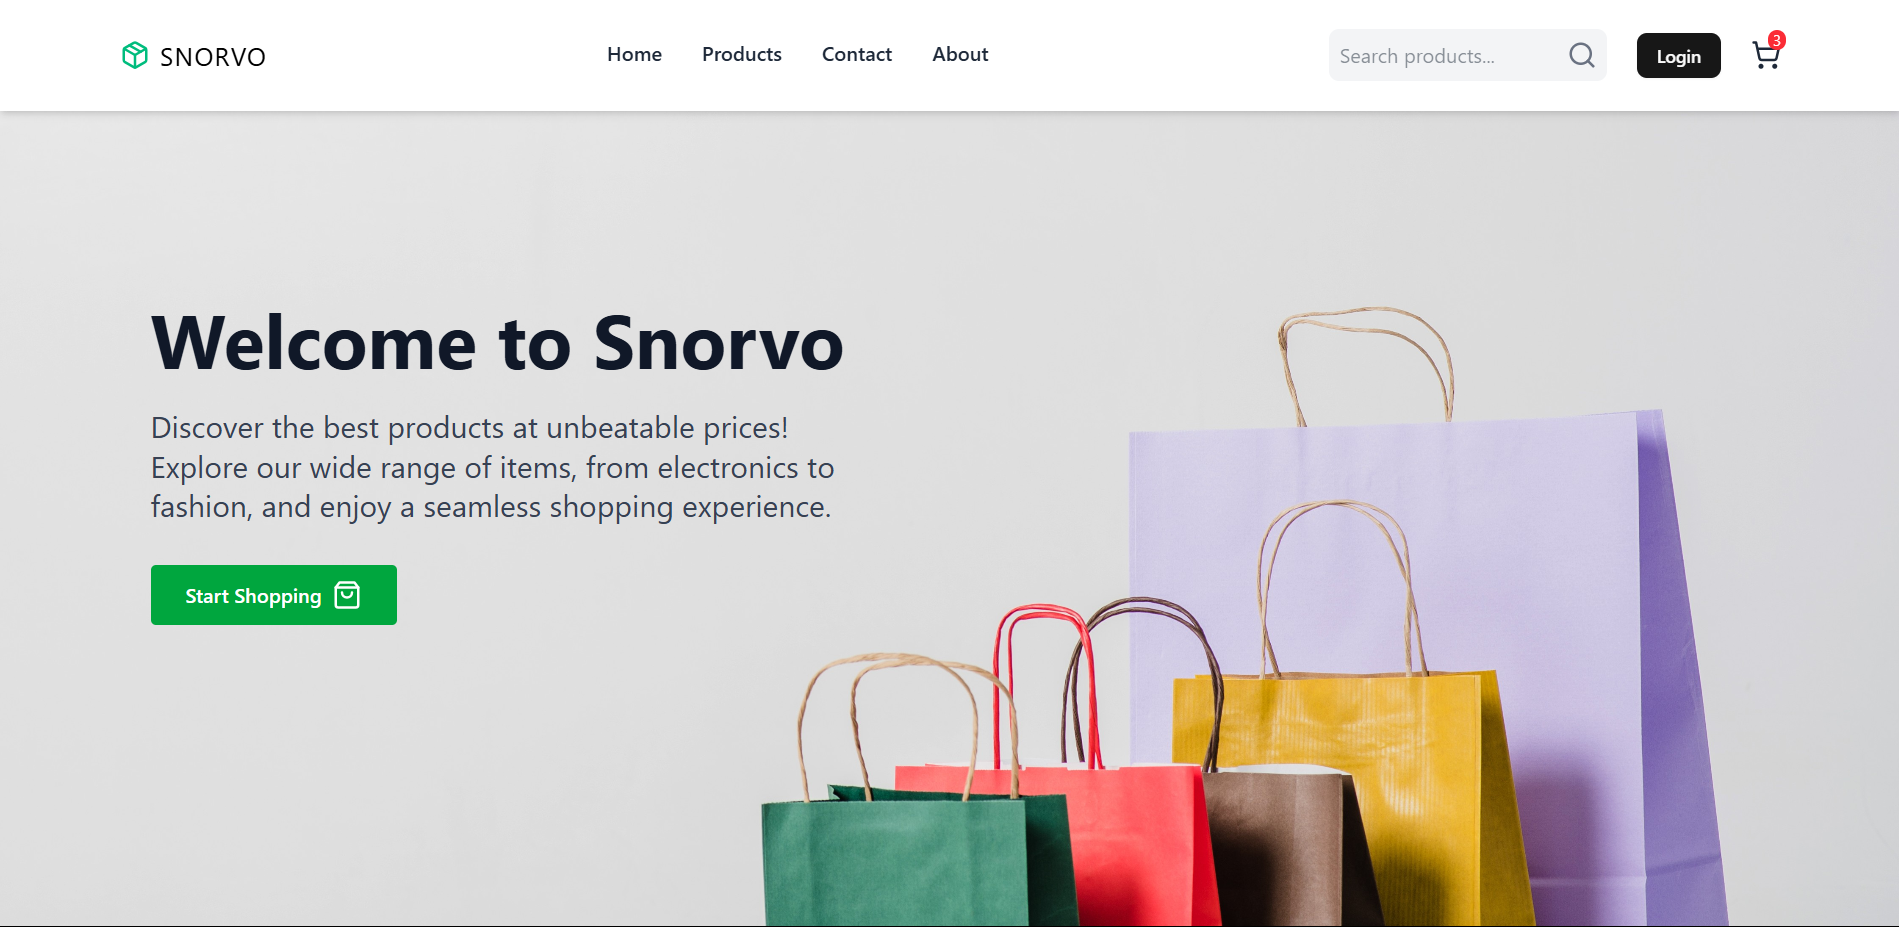 SNORVO
Home Products Contact About
Search products...
Login
3
Welcome to Snorvo
Discover the best products at unbeatable prices!
Explore our wide range of items, from electronics to
fashion, and enjoy a seamless shopping experience.
Start Shopping